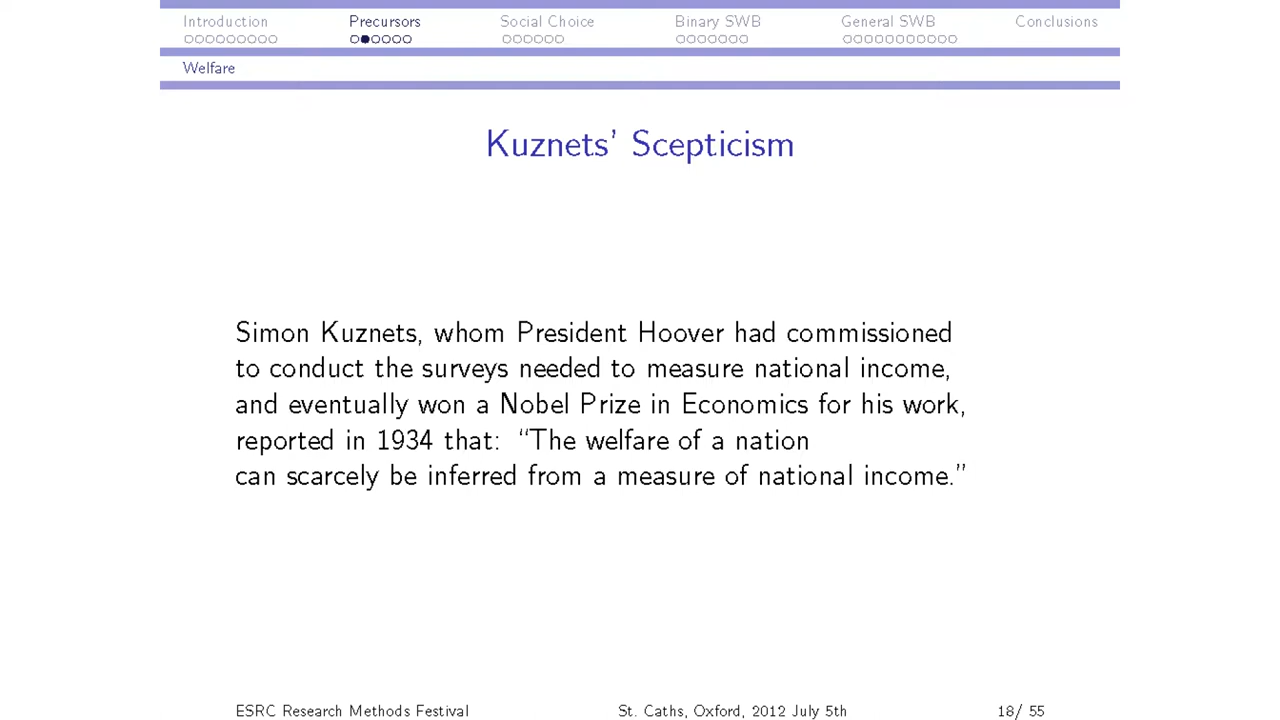 Introduction Precursors Social Choice Binary SWB General SWB Conclusions
Welfare
Kuznets' Scepticism
Simon Kuznets, whom President Hoover had commissioned
to conduct the surveys needed to measure national income,
and eventually won a Nobel Prize in Economics for his work,
reported in 1934 that: “The welfare of a nation
can scarcely be inferred from a measure of national income.”
ESRC Research Methods Festival St. Caths, Oxford, 2012 July 5th 18/ 55